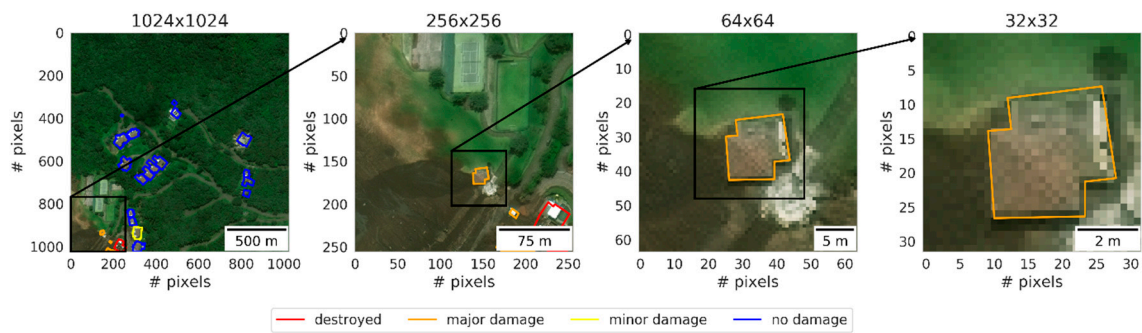 1024x1024
256x256
64x64
32x32
0
200
400
600
800
1000
# pixels
500 m
0 200 400 600 800 1000
# pixels
0
50
100
150
200
250
# pixels
75 m
0 50 100 150 200 250
# pixels
0
10
20
30
40
50
60
# pixels
5 m
0 10 20 30 40 50 60
# pixels
0
5
10
15
20
25
30
# pixels
2 m
0 5 10 15 20 25 30
# pixels
destroyed major damage minor damage no damage